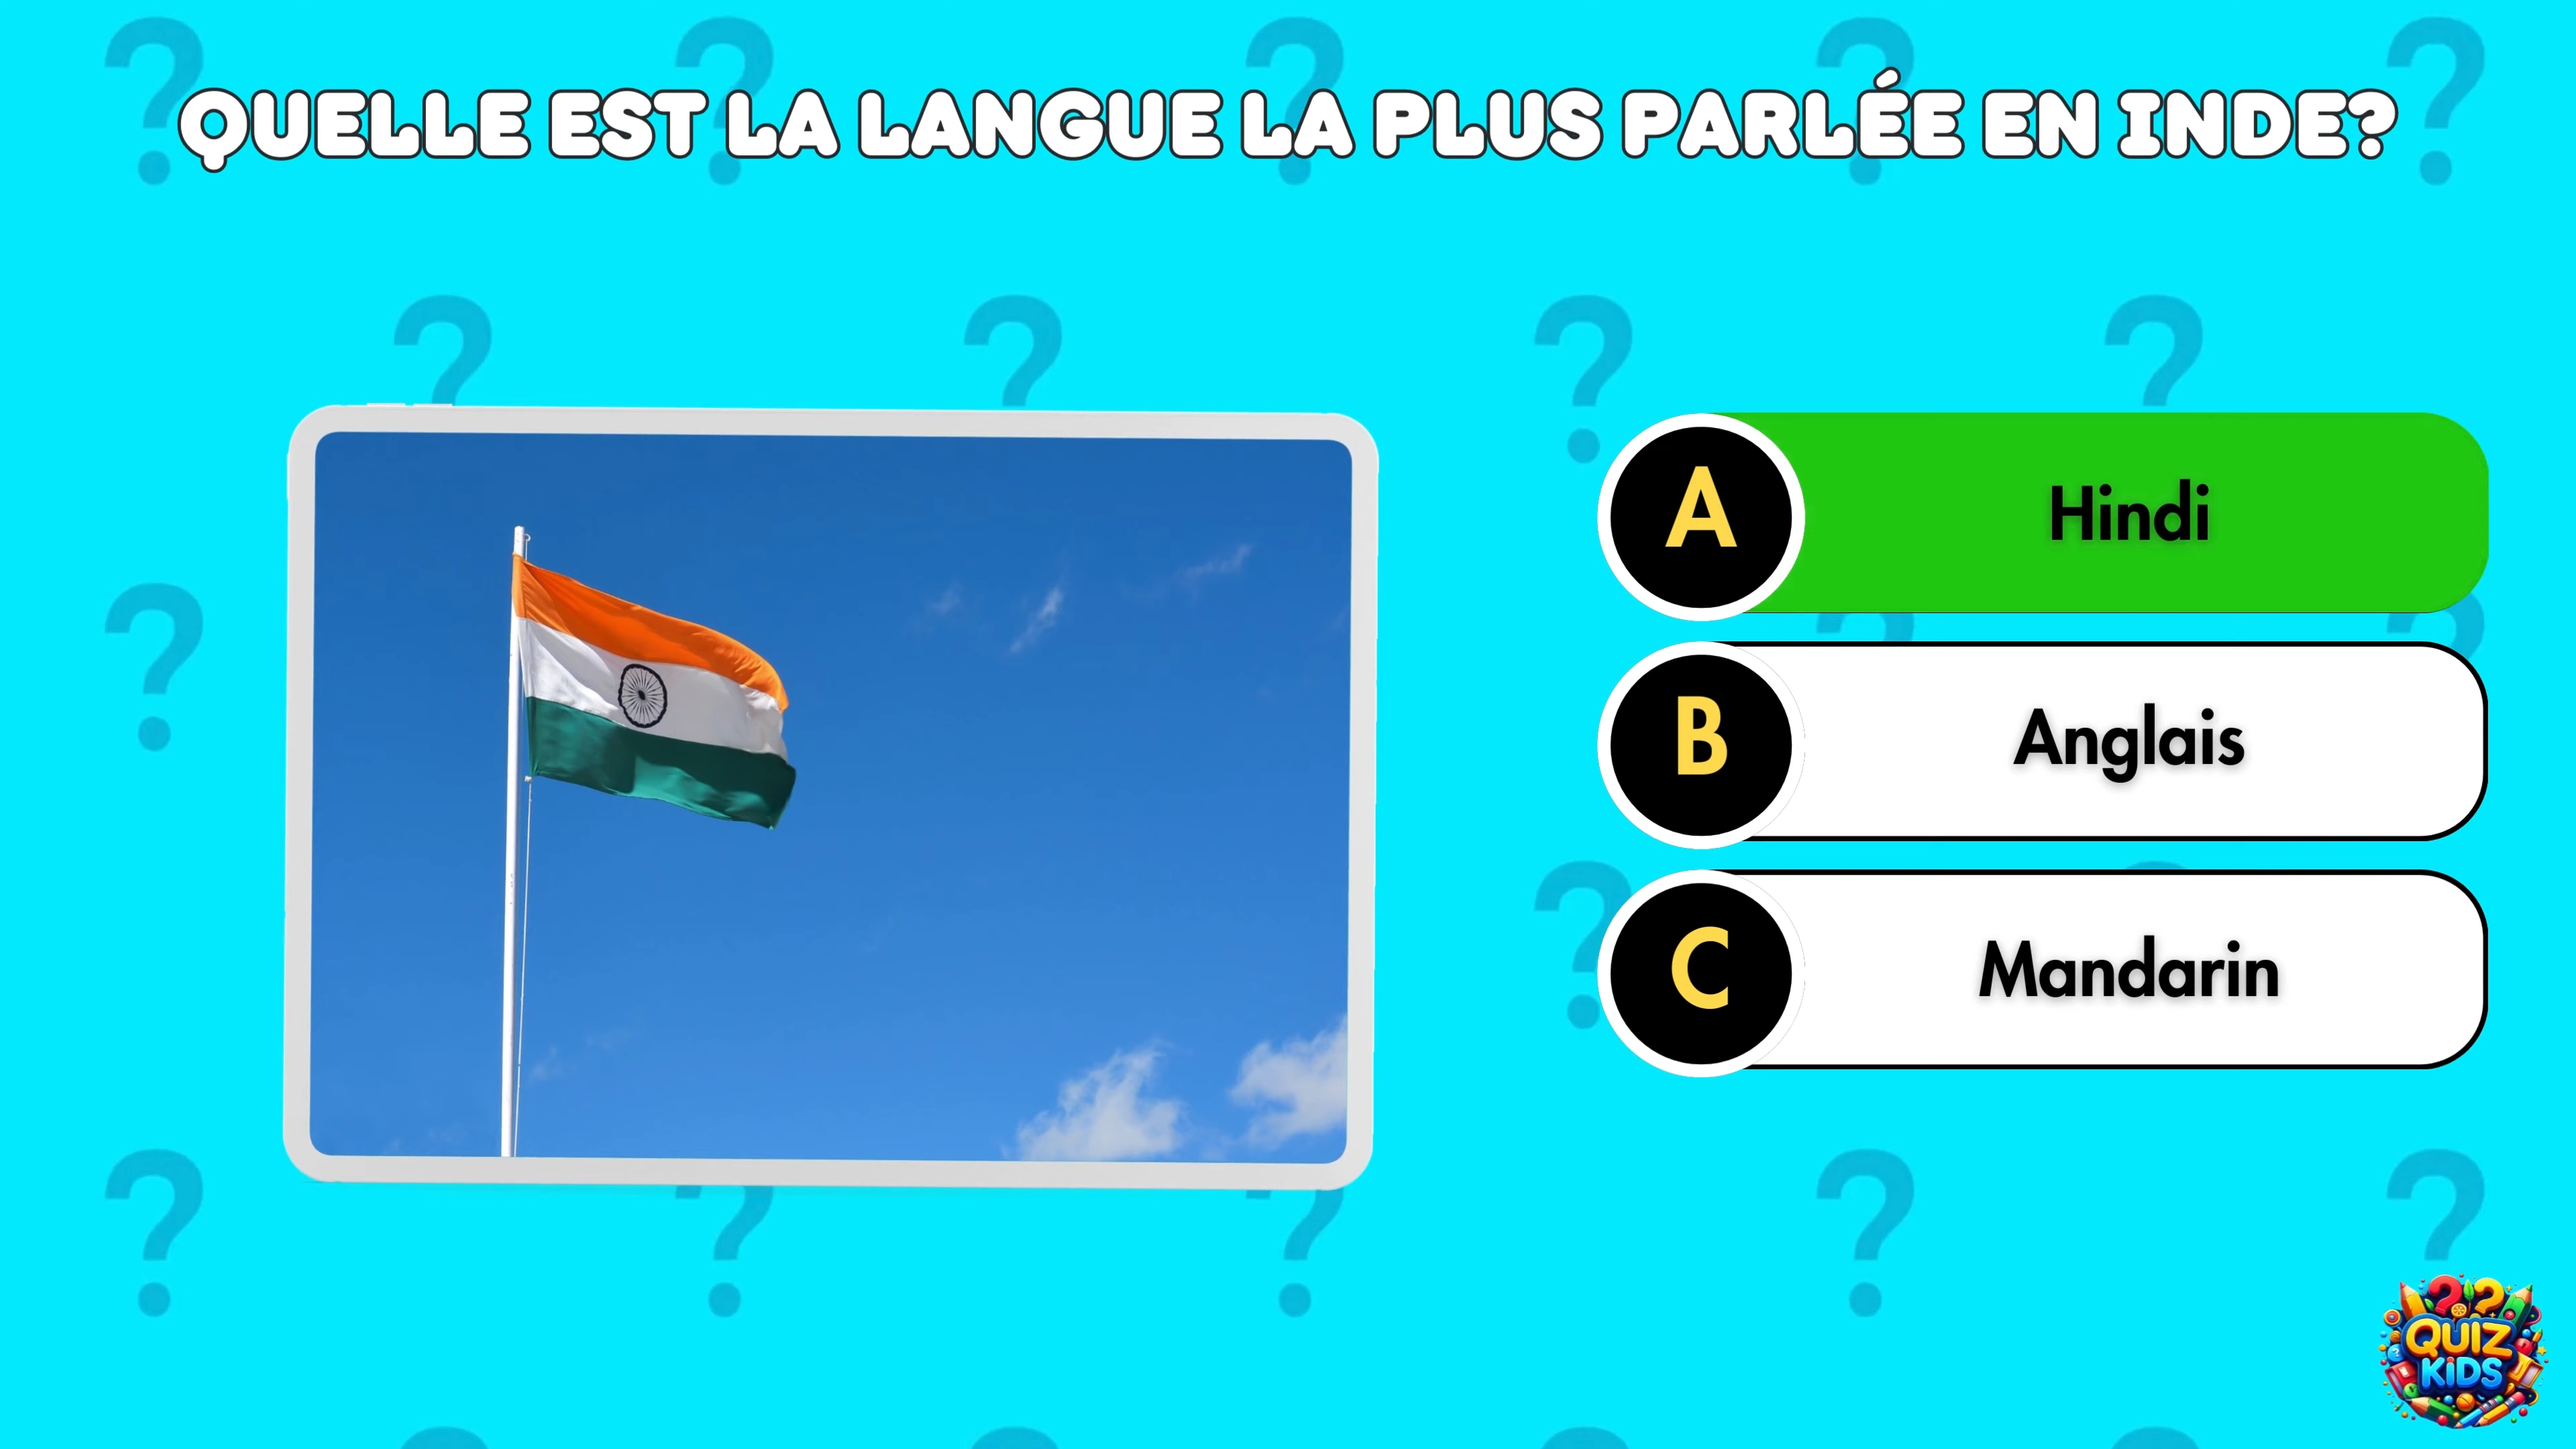 QUELLE EST LA LANGUE LA PLUS PARLÉE EN INDE?
A
Hindi
B
Anglais
C
Mandarin
QUIZ
KIDS